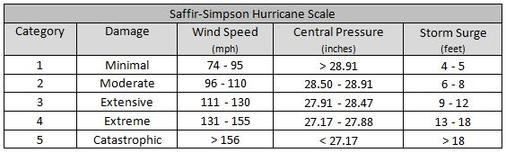 Saffir-Simpson Hurricane Scale
Category Damage Wind Speed (mph) Central Pressure (inches) Storm Surge (feet)
1 Minimal 74 - 95 > 28.91 4 - 5
2 Moderate 96 - 110 28.50 - 28.91 6 - 8
3 Extensive 111 - 130 27.91 - 28.47 9 - 12
4 Extreme 131 - 155 27.17 - 27.88 13 - 18
5 Catastrophic > 156 < 27.17 > 18